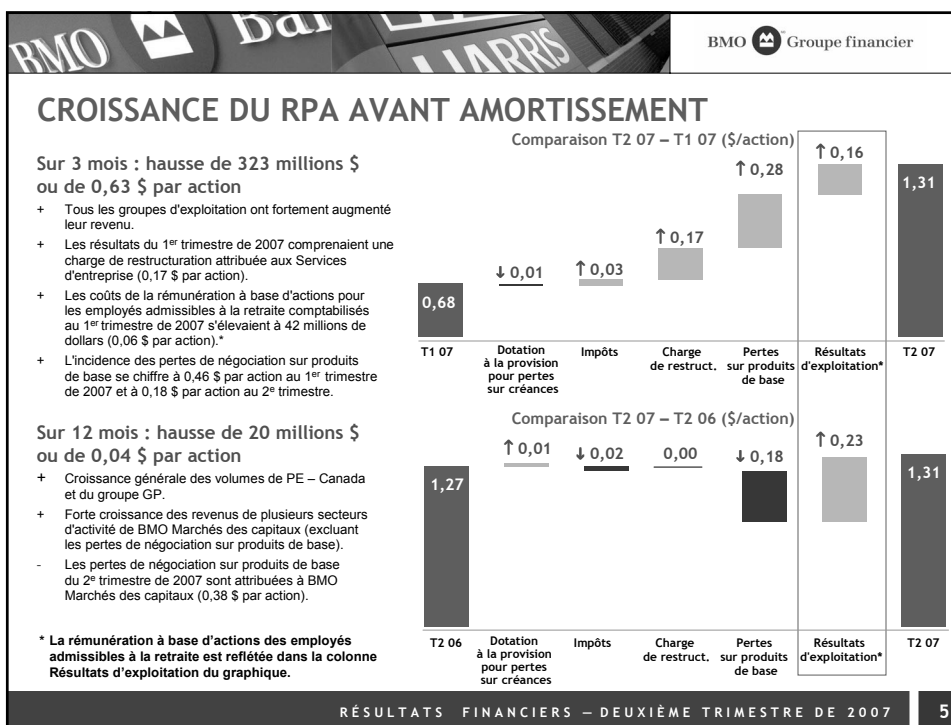 BMO
Ban
HARRIS
BMO Groupe financier
CROISSANCE DU RPA AVANT AMORTISSEMENT
Sur 3 mois : hausse de 323 millions $
ou de 0,63 $ par action
+ Tous les groupes d'exploitation ont fortement augmenté
leur revenu.
+ Les résultats du 1er trimestre de 2007 comprenaient une
charge de restructuration attribuée aux Services
d'entreprise (0,17 $ par action).
+ Les coûts de la rémunération à base d'actions pour
les employés admissibles à la retraite comptabilisés
au 1er trimestre de 2007 s'élevaient à 42 millions de
dollars (0,06 $ par action).*
+ L'incidence des pertes de négociation sur produits
de base se chiffre à 0,46 $ par action au 1er trimestre
de 2007 et à 0,18 $ par action au 2e trimestre.
Sur 12 mois : hausse de 20 millions $
ou de 0,04 $ par action
+ Croissance générale des volumes de PE – Canada
et du groupe GP.
+ Forte croissance des revenus de plusieurs secteurs
d'activité de BMO Marchés des capitaux (excluant
les pertes de négociation sur produits de base).
- Les pertes de négociation sur produits de base
du 2e trimestre de 2007 sont attribuées à BMO
Marchés des capitaux (0,38 $ par action).
* La rémunération à base d'actions des employés
admissibles à la retraite est reflétée dans la colonne
Résultats d'exploitation du graphique.
Comparaison T2 07 – T1 07 ($/action)
0,68
↓ 0,01
↑ 0,03
↑ 0,17
↑ 0,28
↑ 0,16
1,31
T1 07
Dotation
à la provision
pour pertes
sur créances
Impôts
Charge
de restruct.
Pertes
sur produits
de base
Résultats
d'exploitation*
T2 07
Comparaison T2 07 – T2 06 ($/action)
1,27
↑ 0,01
↓ 0,02
0,00
↓ 0,18
↑ 0,23
1,31
T2 06
Dotation
à la provision
pour pertes
sur créances
Impôts
Charge
de restruct.
Pertes
sur produits
de base
Résultats
d'exploitation*
T2 07
RÉSULTATS FINANCIERS – DEUXIÈME TRIMESTRE DE 2007 5